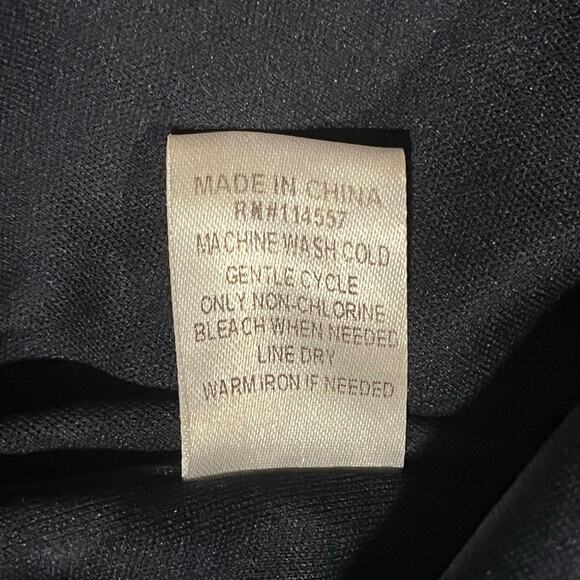 MADE IN CHINA
RN#114557
MACHINE WASH COLD
GENTLE CYCLE
ONLY NON-CHLORINE
BLEACH WHEN NEEDED
LINE DRY
WARM IRON IF NEEDED